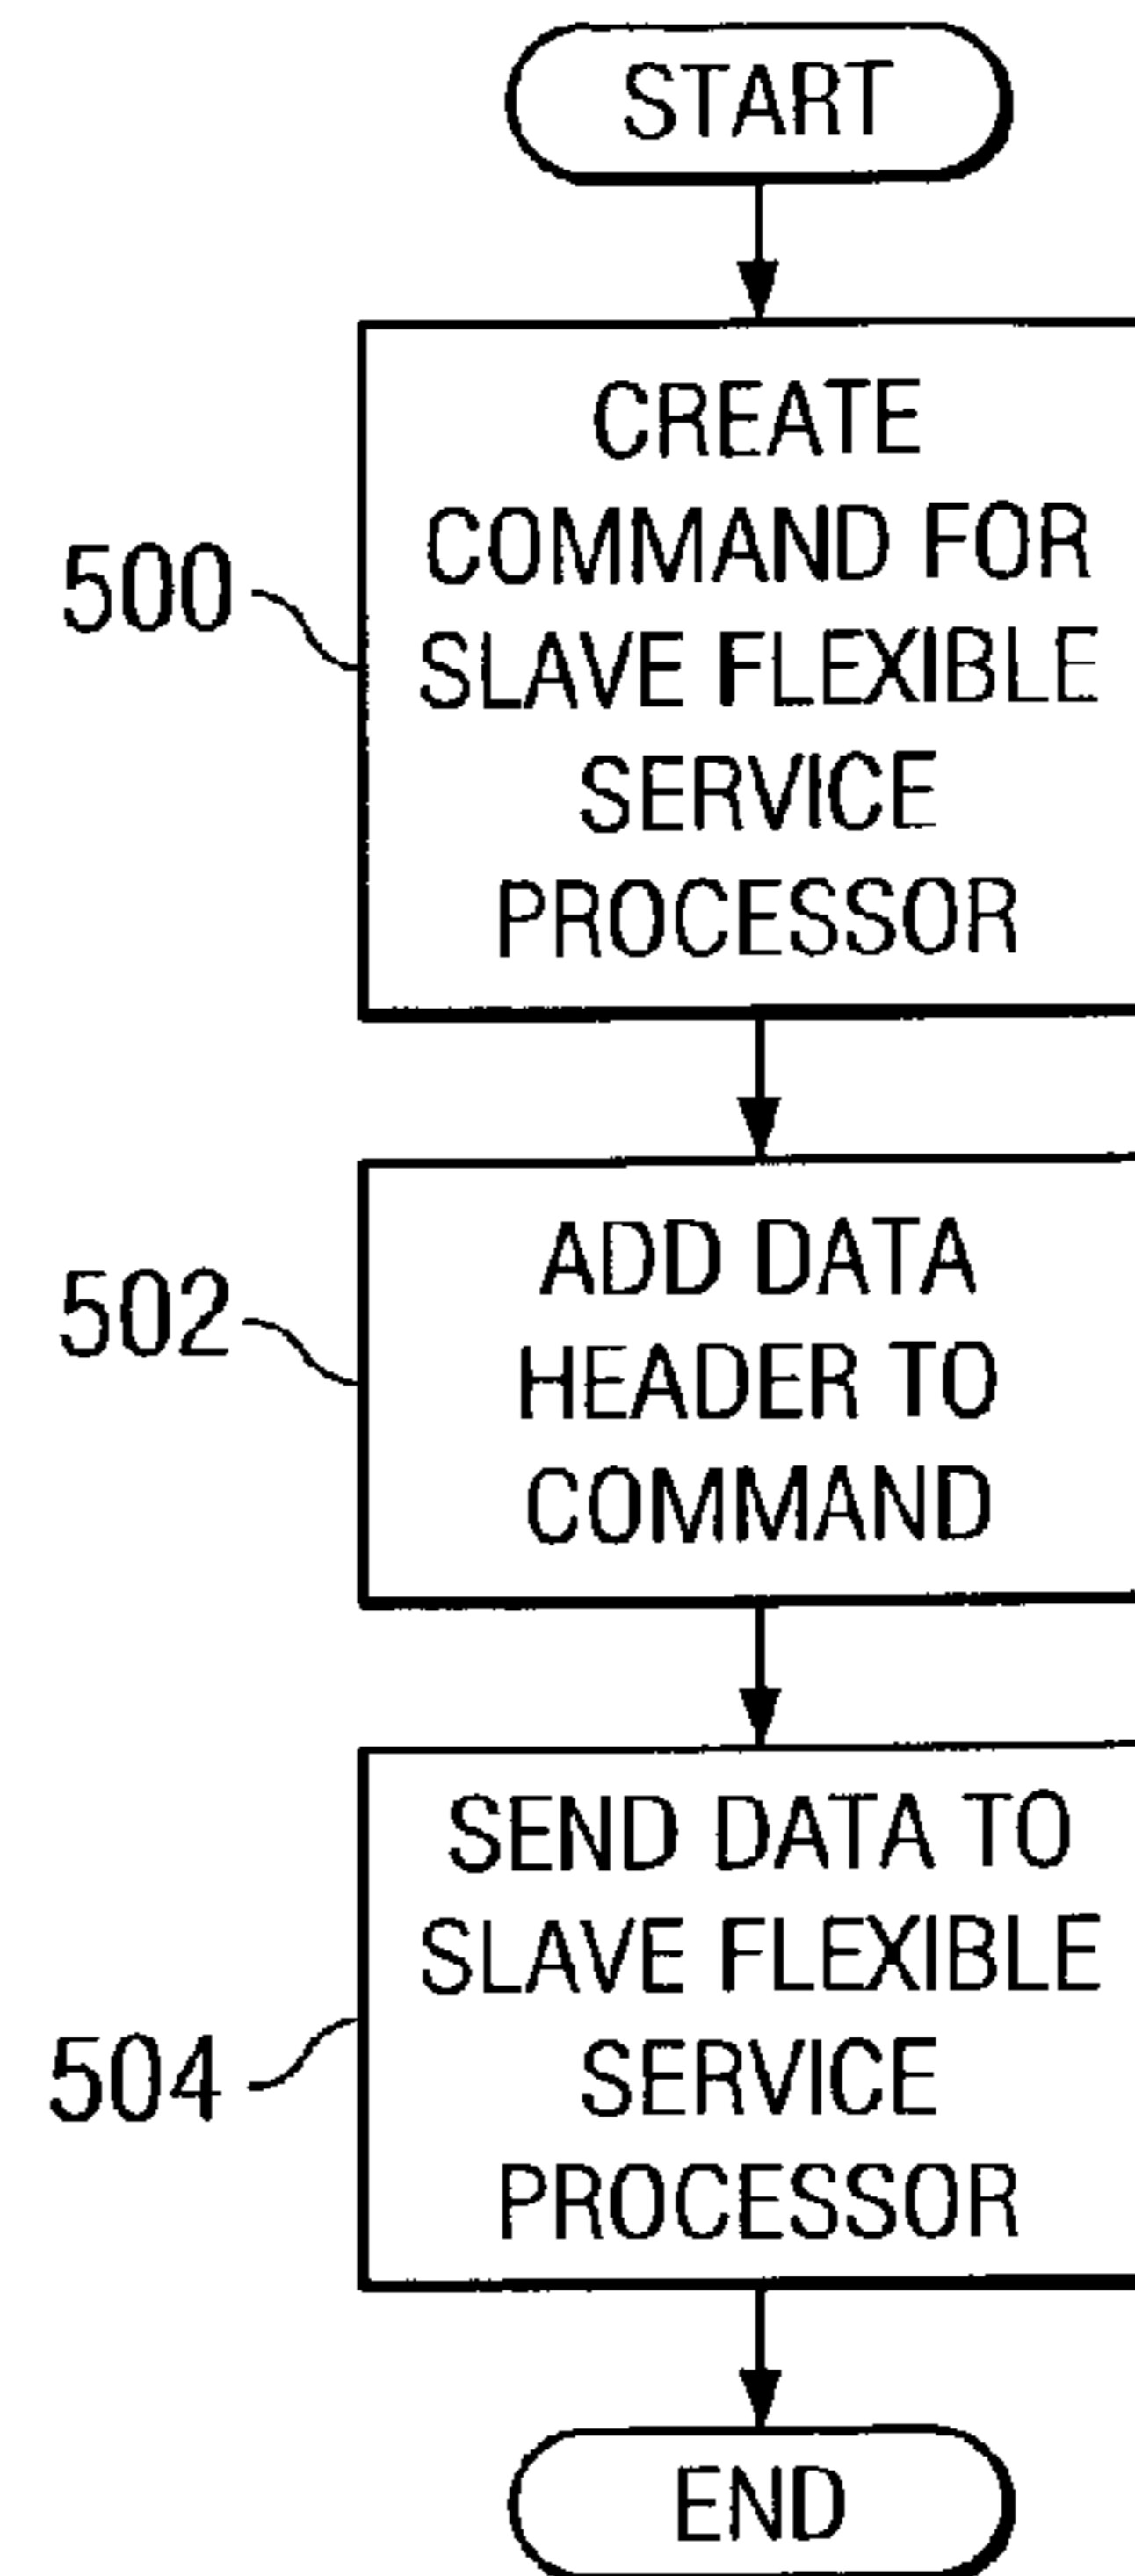 START
CREATE
COMMAND FOR
SLAVE FLEXIBLE
SERVICE
PROCESSOR
500
ADD DATA
HEADER TO
COMMAND
502
SEND DATA TO
SLAVE FLEXIBLE
SERVICE
PROCESSOR
504
END